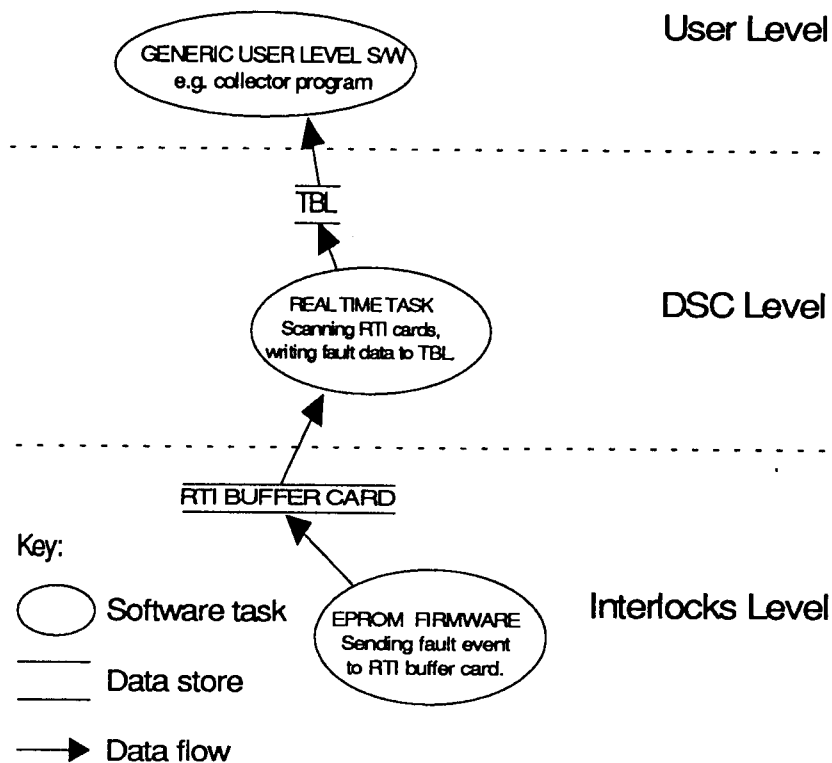 User Level
GENERIC USER LEVEL S/W
e.g. collector program
TBL
REAL TIME TASK
Scanning RTI cards,
writing fault data to TBL.
DSC Level
RTI BUFFER CARD
Key:
Software task
Data store
Data flow
EPROM FIRMWARE
Sending fault event
to RTI buffer card.
Interlocks Level